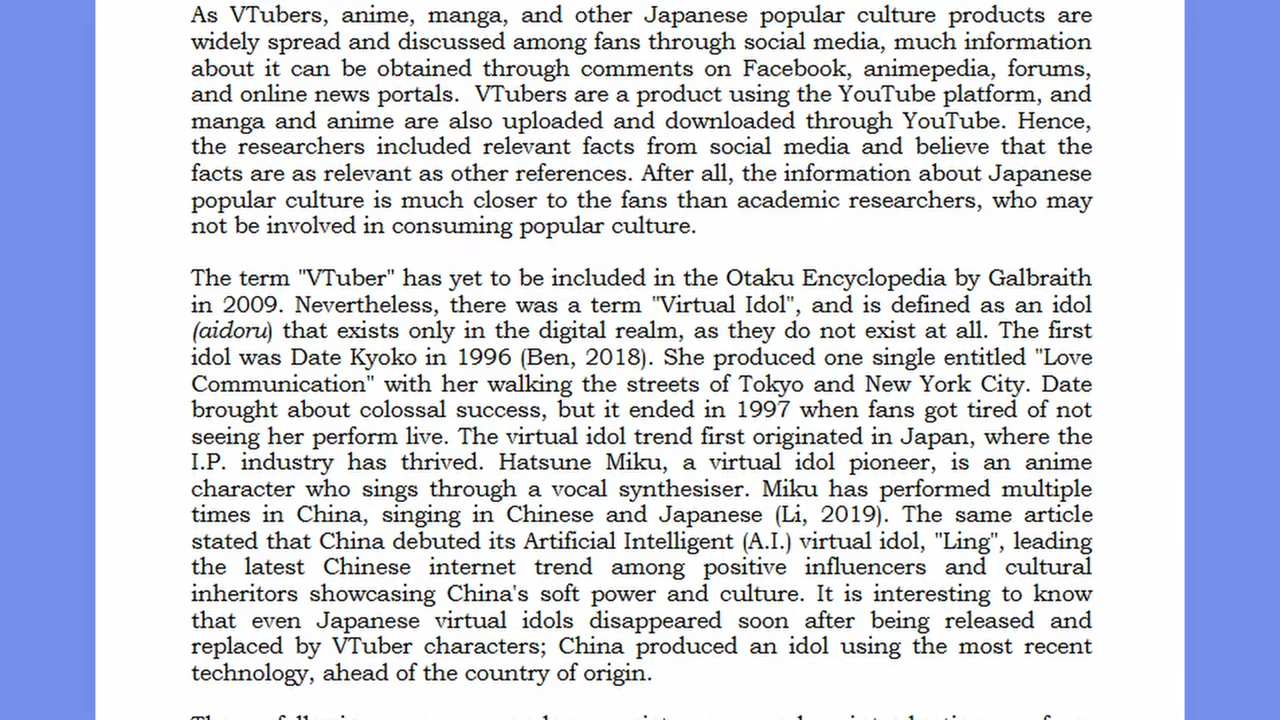 As VTubers, anime, manga, and other Japanese popular culture products are
widely spread and discussed among fans through social media, much information
about it can be obtained through comments on Facebook, animepedia, forums,
and online news portals.  VTubers are a product using the YouTube platform, and
manga and anime are also uploaded and downloaded through YouTube. Hence,
the researchers included relevant facts from social media and believe that the
facts are as relevant as other references. After all, the information about Japanese
popular culture is much closer to the fans than academic researchers, who may
not be involved in consuming popular culture.
The term "VTuber" has yet to be included in the Otaku Encyclopedia by Galbraith
in 2009. Nevertheless, there was a term "Virtual Idol", and is defined as an idol
(aidoru) that exists only in the digital realm, as they do not exist at all. The first
idol was Date Kyoko in 1996 (Ben, 2018). She produced one single entitled "Love
Communication" with her walking the streets of Tokyo and New York City. Date
brought about colossal success, but it ended in 1997 when fans got tired of not
seeing her perform live. The virtual idol trend first originated in Japan, where the
I.P. industry has thrived. Hatsune Miku, a virtual idol pioneer, is an anime
character who sings through a vocal synthesiser. Miku has performed multiple
times in China, singing in Chinese and Japanese (Li, 2019). The same article
stated that China debuted its Artificial Intelligent (A.I.) virtual idol, "Ling", leading
the latest Chinese internet trend among positive influencers and cultural
inheritors showcasing China's soft power and culture. It is interesting to know
that even Japanese virtual idols disappeared soon after being released and
replaced by VTuber characters; China produced an idol using the most recent
technology, ahead of the country of origin.